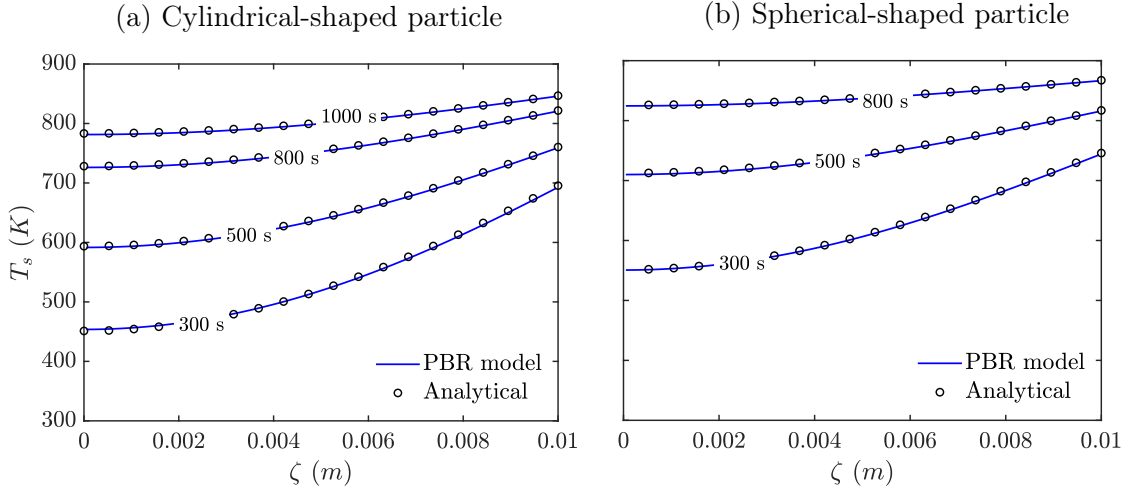 (a) Cylindrical-shaped particle
900
800
700
600
500
400
300
T_s (K)
1000 s
800 s
500 s
300 s
PBR model
Analytical
0 0.002 0.004 0.006 0.008 0.01
ζ (m)
(b) Spherical-shaped particle
800 s
500 s
300 s
PBR model
Analytical
0 0.002 0.004 0.006 0.008 0.01
ζ (m)